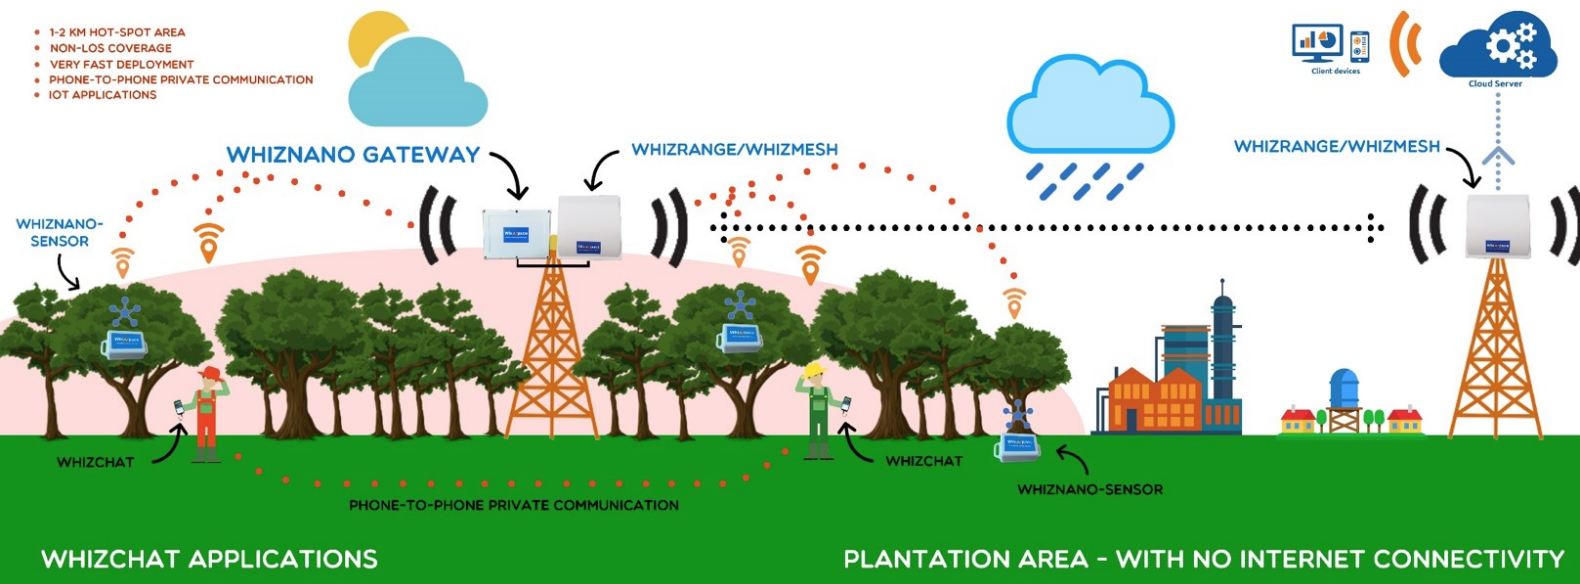 1-2 KM HOT-SPOT AREA
NON-LOS COVERAGE
VERY FAST DEPLOYMENT
PHONE-TO-PHONE PRIVATE COMMUNICATION
IOT APPLICATIONS
Client devices
Cloud Server
WHIZNANO GATEWAY
WHIZRANGE/WHIZMESH
WHIZRANGE/WHIZMESH
WHIZNANO-
SENSOR
WHIZCHAT
WHIZCHAT
WHIZNANO-SENSOR
PHONE-TO-PHONE PRIVATE COMMUNICATION
WHIZCHAT APPLICATIONS
PLANTATION AREA - WITH NO INTERNET CONNECTIVITY